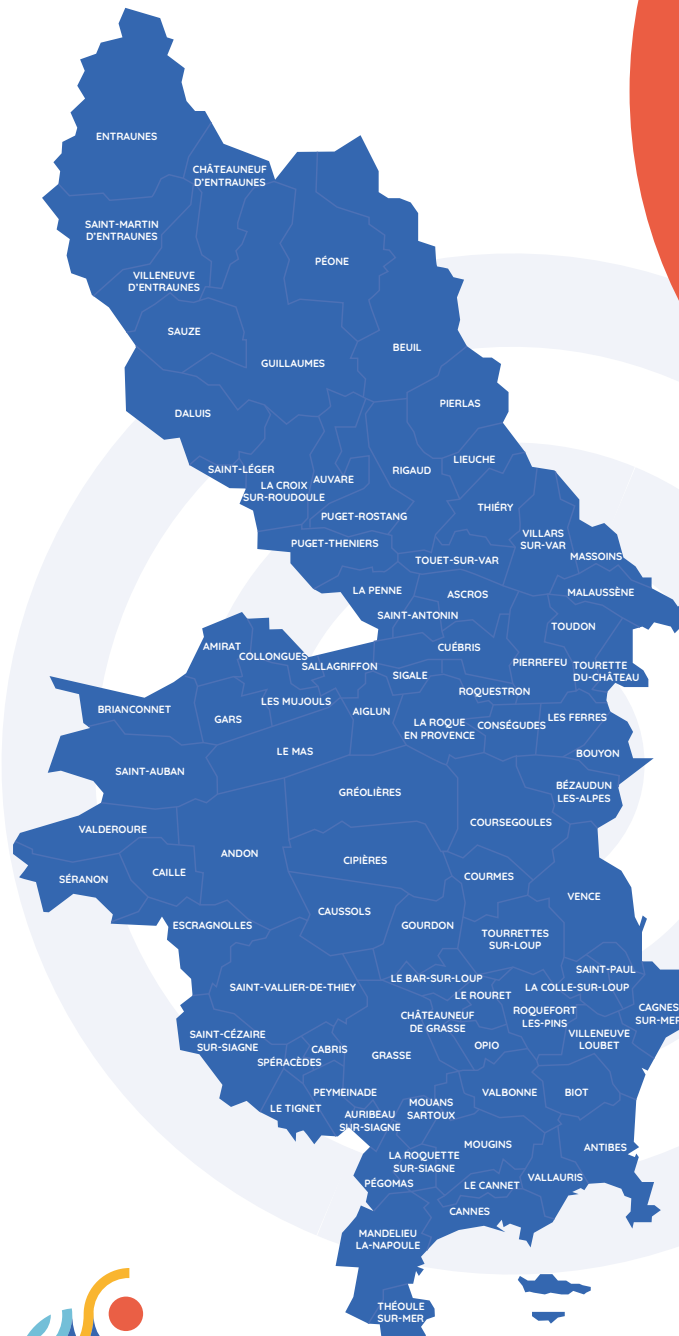 ENTRAUNES
CHÂTEAUNEUF
D'ENTRAUNES
SAINT-MARTIN
D'ENTRAUNES
PÉONE
VILLENEUVE
D'ENTRAUNES
SAUZE
BEUIL
GUILLAUMES
PIERLAS
DALUIS
LIEUCHE
SAINT-LÉGER
RIGAUD
AUVARE
LA CROIX
SUR-ROUDOULE
THIÉRY
PUGET-ROSTANG
VILLARS
SUR-VAR
PUGET-THENIERS
MASSOINS
TOUET-SUR-VAR
LA PENNE
ASCROS
MALAUSSÈNE
SAINT-ANTONIN
TOUDON
AMIRAT
CUÉBRIS
COLLONGUES
SALLAGRIFFON
PIERREFEU
TOURETTE
DU-CHÂTEAU
SIGALE
ROQUESTRON
LES MUJOULS
BRIANCONNET
GARS
AIGLUN
LA ROQUE
EN PROVENCE
CONSÉGUDES
LES FERRES
LE MAS
BOUYON
SAINT-AUBAN
GRÉOLIÈRES
BÉZAUDUN
LES-ALPES
COURSEGOULES
VALDEROURE
ANDON
CIPIÈRES
CAILLE
SÉRANON
COURMES
VENCE
CAUSSOLS
ESCRAGNOLLES
GOURDON
TOURRETTES
SUR-LOUP
SAINT-PAUL
LE BAR-SUR-LOUP
SAINT-VALLIER-DE-THIEY
LA COLLE-SUR-LOUP
LE ROURET
CAGNES
SUR-MER
CHÂTEAUNEUF
DE GRASSE
ROQUEFORT
LES-PINS
VILLENEUVE
LOUBET
SAINT-CÉZAIRE
SUR-SIAGNE
CABRIS
OPIO
GRASSE
SPÉRACÈDES
PEYMEINADE
VALBONNE
BIOT
LE TIGNET
MOUANS
SARTOUX
AURIBEAU
SUR-SIAGNE
MOUGINS
ANTIBES
LA ROQUETTE
SUR-SIAGNE
VALLAURIS
PÉGOMAS
LE CANNET
CANNES
MANDELIEU
LA-NAPOULE
THÉOULE
SUR-MER